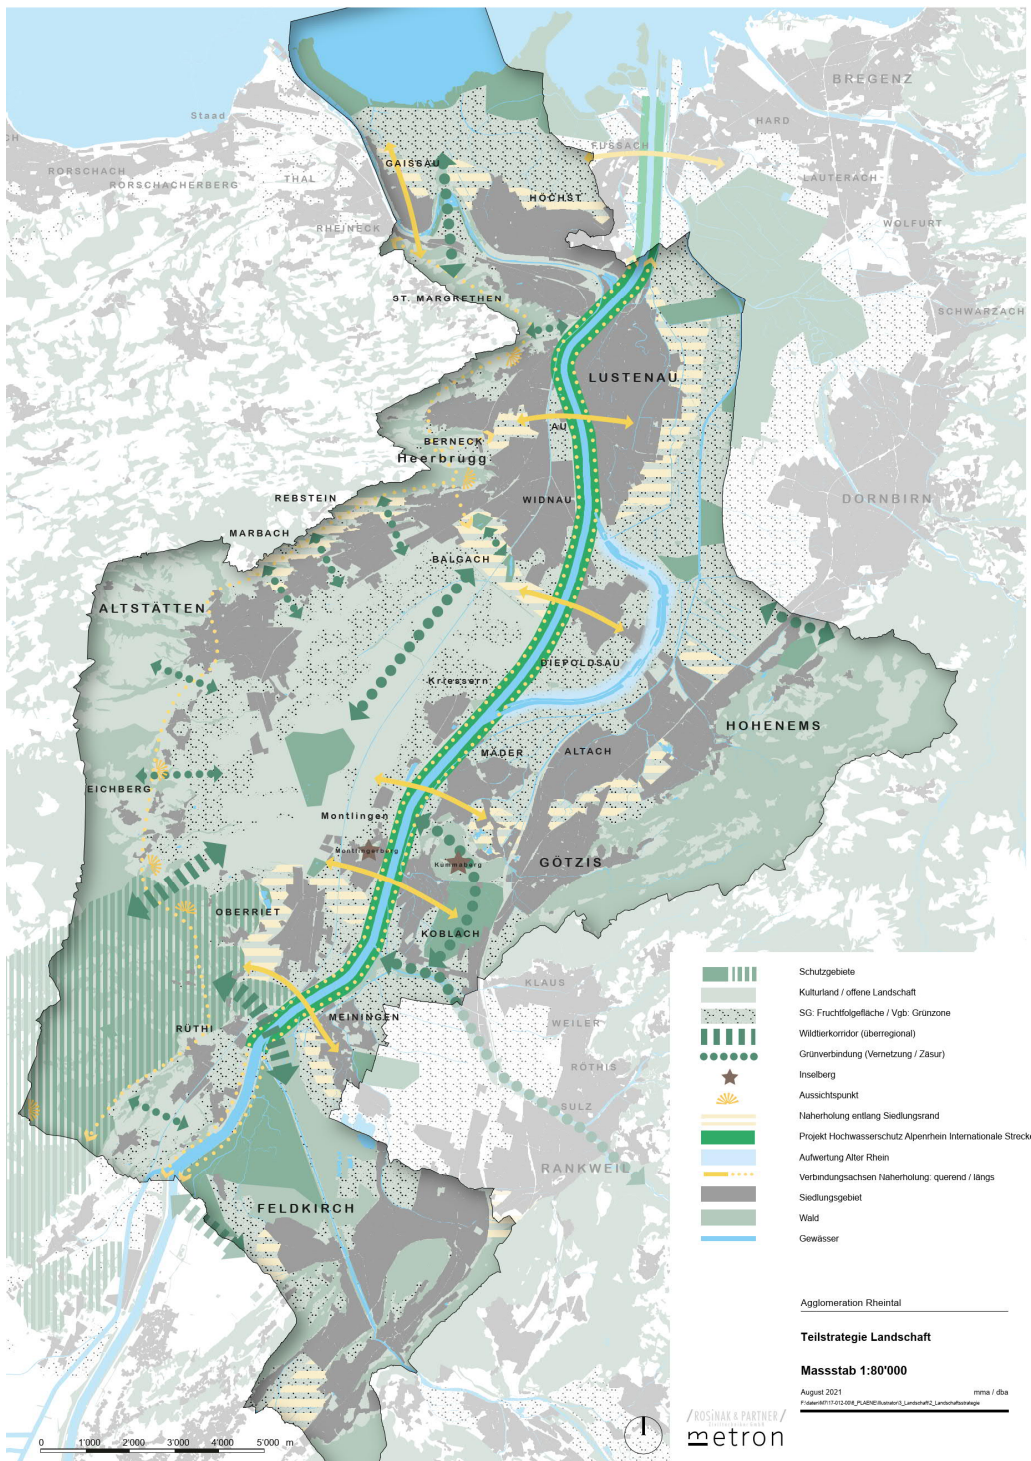 BREGENZ
Staad
HARD
CH
FUSSACH
GAISSAU
RORSCHACH
THAL
LAUTERACH
RORSCHACHERBERG
HÖCHST
RHEINECK
WOLFURT
ST. MARGRETHEN
SCHWARZACH
LUSTENAU
AU
BERNECK
Heerbrugg
REBSTEIN
WIDNAU
DORNBIRN
MARBACH
BALGACH
ALTSTÄTTEN
DIEPOLDSAU
Kriessern
HOHENEMS
MÄDER
ALTACH
EICHBERG
Montlingen
Montlingerberg
Kummaberg
GÖTZIS
OBERRIET
KOBLACH
KLAUS
MEININGEN
WEILER
RÜTHI
RÖTHIS
SULZ
RANKWEIL
FELDKIRCH
Schutzgebiete
Kulturland / offene Landschaft
SG: Fruchtfolgefläche / Vgb: Grünzone
Wildtierkorridor (überregional)
Grünverbindung (Vernetzung / Zäsur)
Inselberg
Aussichtspunkt
Naherholung entlang Siedlungsrand
Projekt Hochwasserschutz Alpenrhein Internationale Strecke
Aufwertung Alter Rhein
Verbindungsachsen Naherholung: querend / längs
Siedlungsgebiet
Wald
Gewässer
Agglomeration Rheintal
Teilstrategie Landschaft
Massstab 1:80'000
August 2021 mma / dba
/ROSINAK & PARTNER/
metron
0 1'000 2'000 3'000 4'000 5'000 m